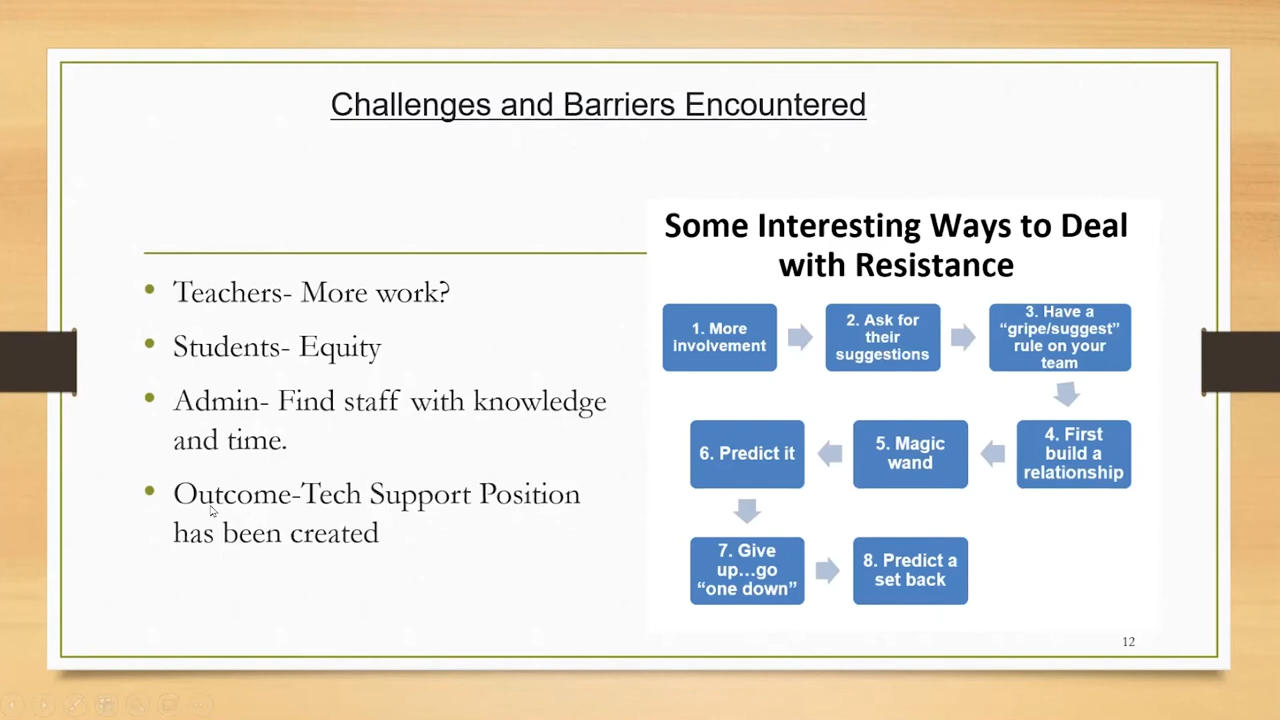 Challenges and Barriers Encountered
Teachers- More work?
Students- Equity
Admin- Find staff with knowledge
and time.
Outcome-Tech Support Position
has been created
Some Interesting Ways to Deal
with Resistance
1. More
involvement
2. Ask for
their
suggestions
3. Have a
“gripe/suggest”
rule on your
team
4. First
build a
relationship
5. Magic
wand
6. Predict it
7. Give
up...go
“one down”
8. Predict a
set back
12